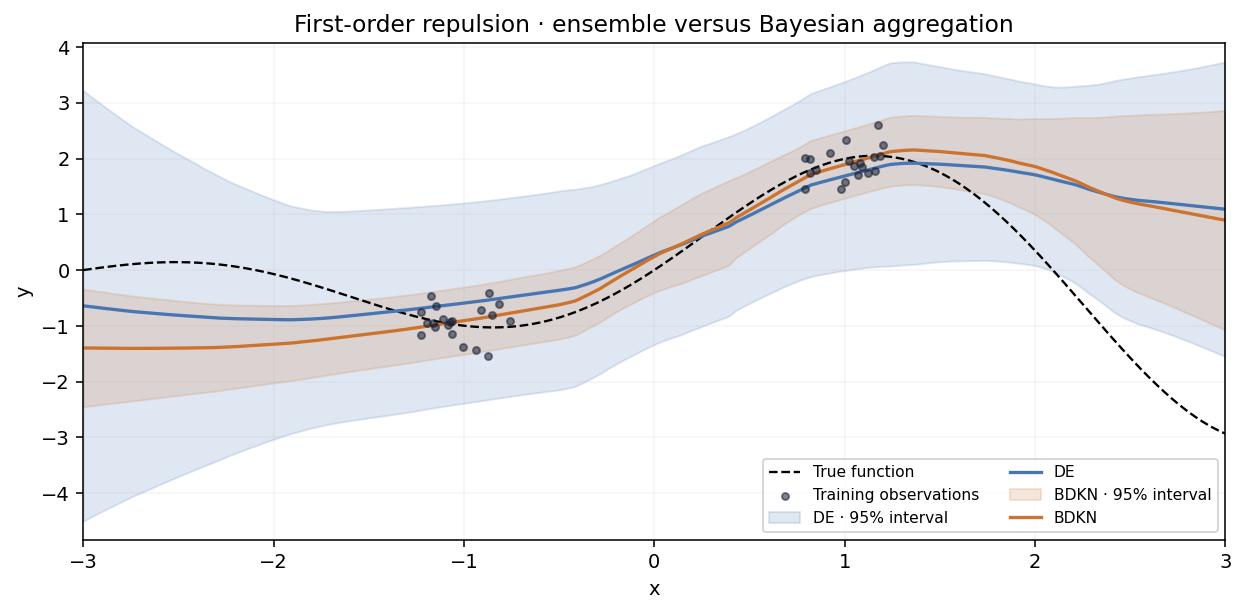 First-order repulsion · ensemble versus Bayesian aggregation
4
3
2
1
0
−1
−2
−3
−4
y
−3 −2 −1 0 1 2 3
x
True function
Training observations
DE · 95% interval
DE
BDKN · 95% interval
BDKN